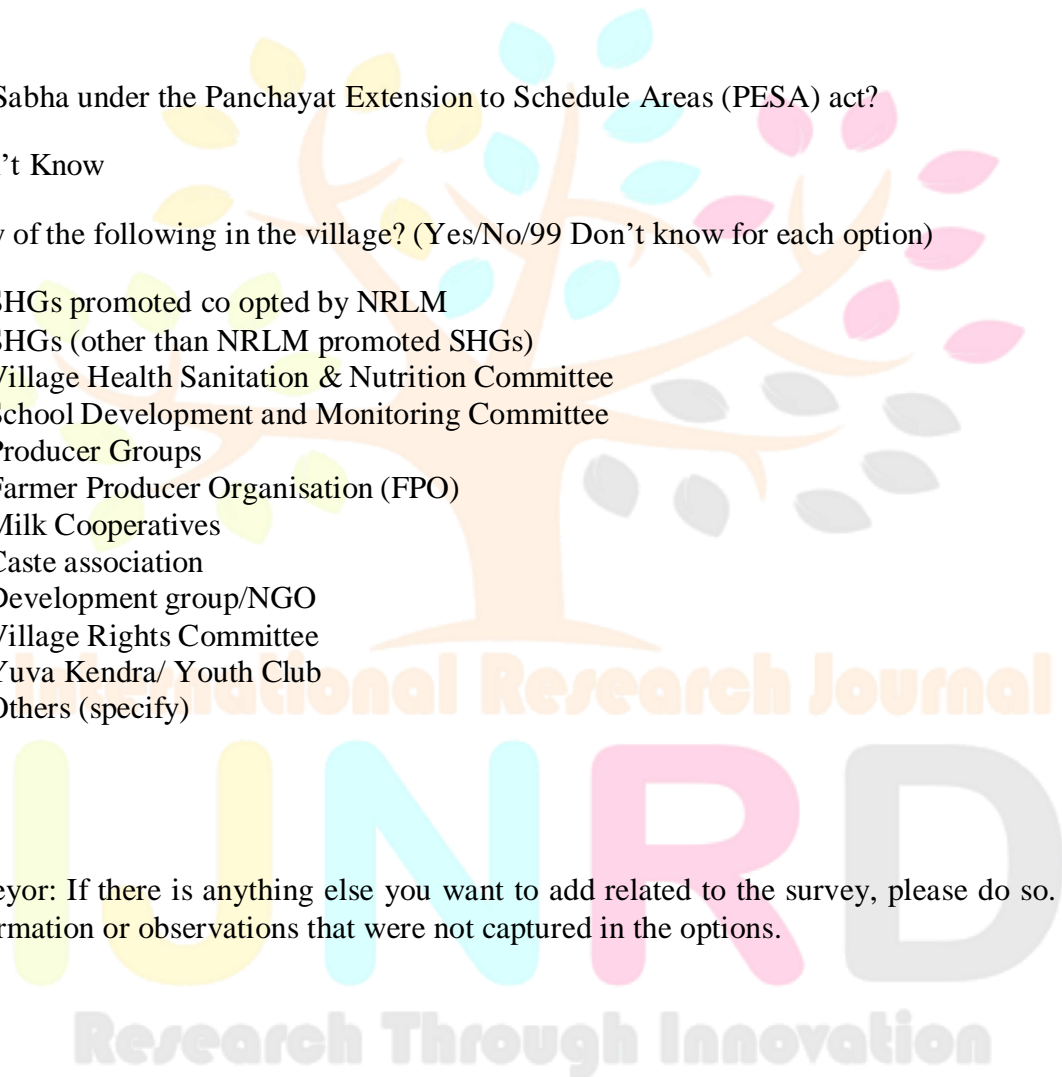 Sabha under the Panchayat Extension to Schedule Areas (PESA) act?
't Know
of the following in the village? (Yes/No/99 Don't know for each option)
SHGs promoted co opted by NRLM
SHGs (other than NRLM promoted SHGs)
Village Health Sanitation & Nutrition Committee
School Development and Monitoring Committee
Producer Groups
Farmer Producer Organisation (FPO)
Milk Cooperatives
Caste association
Development group/NGO
Village Rights Committee
Yuva Kendra/ Youth Club
Others (specify)
International Research Journal
IJNRD
eyor: If there is anything else you want to add related to the survey, please do so.
rmation or observations that were not captured in the options.
Research Through Innovation